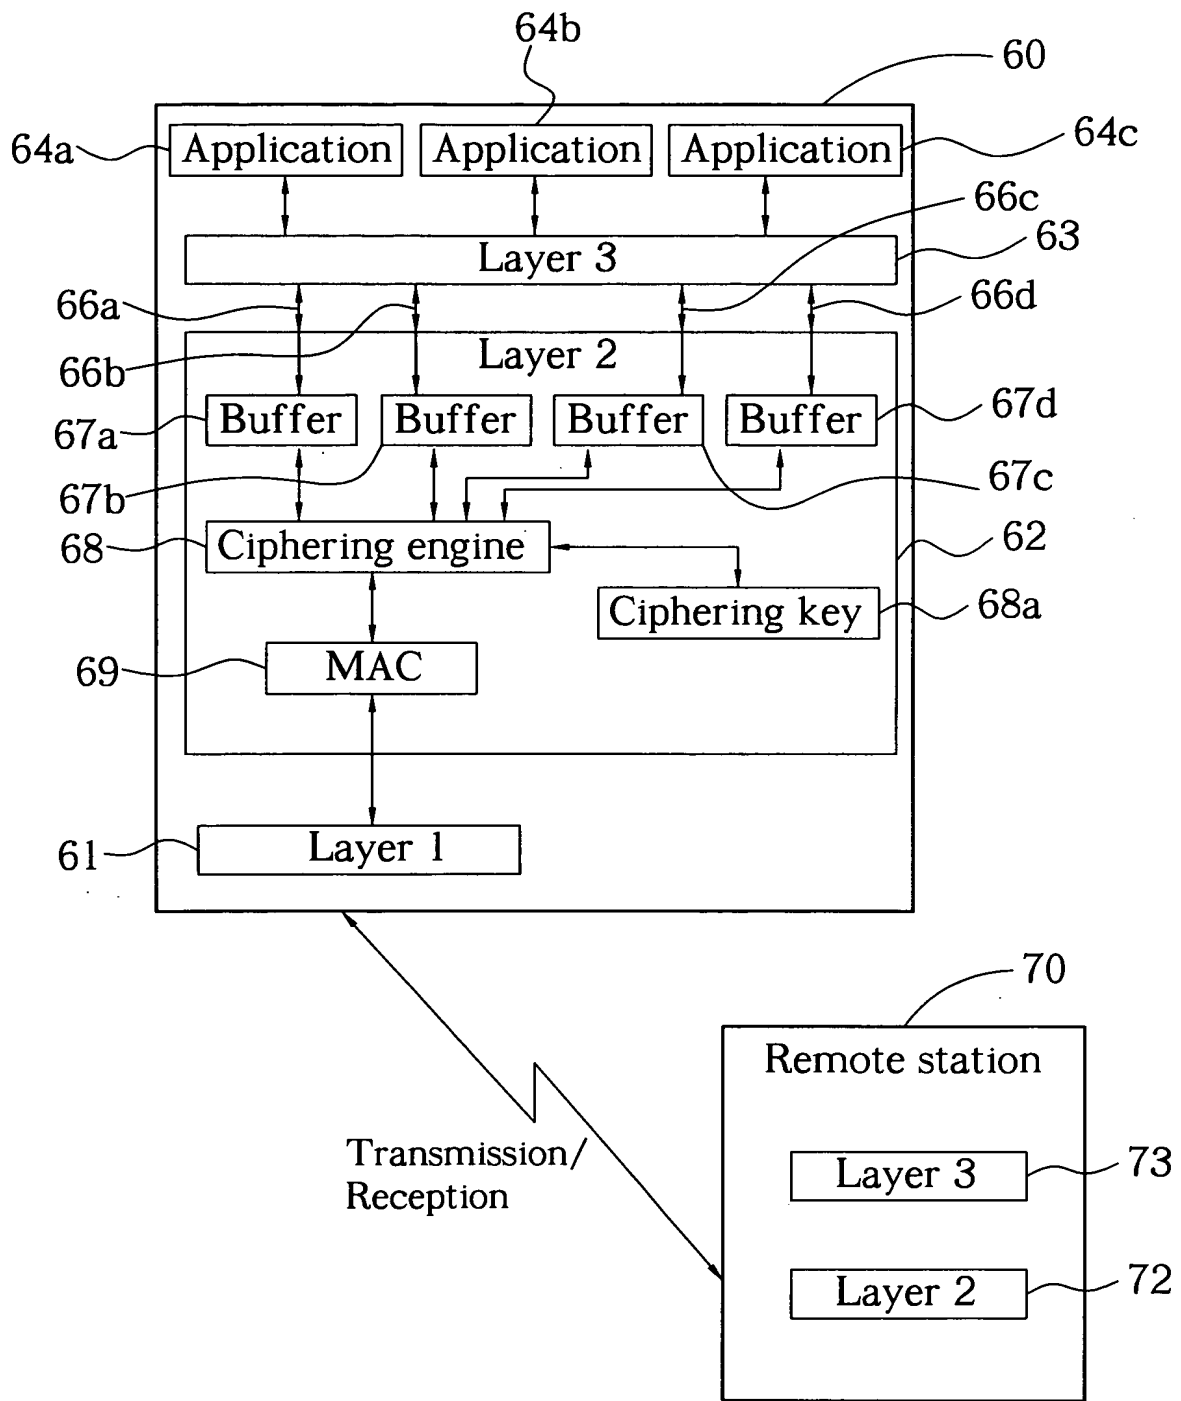 64b
60
64a
Application
Application
Application
64c
66c
Layer 3
63
66a
66d
66b
Layer 2
67a
Buffer
Buffer
Buffer
Buffer
67d
67b
67c
68
Ciphering engine
62
Ciphering key
68a
69
MAC
61
Layer 1
70
Remote station
Transmission/
Reception
Layer 3
73
Layer 2
72